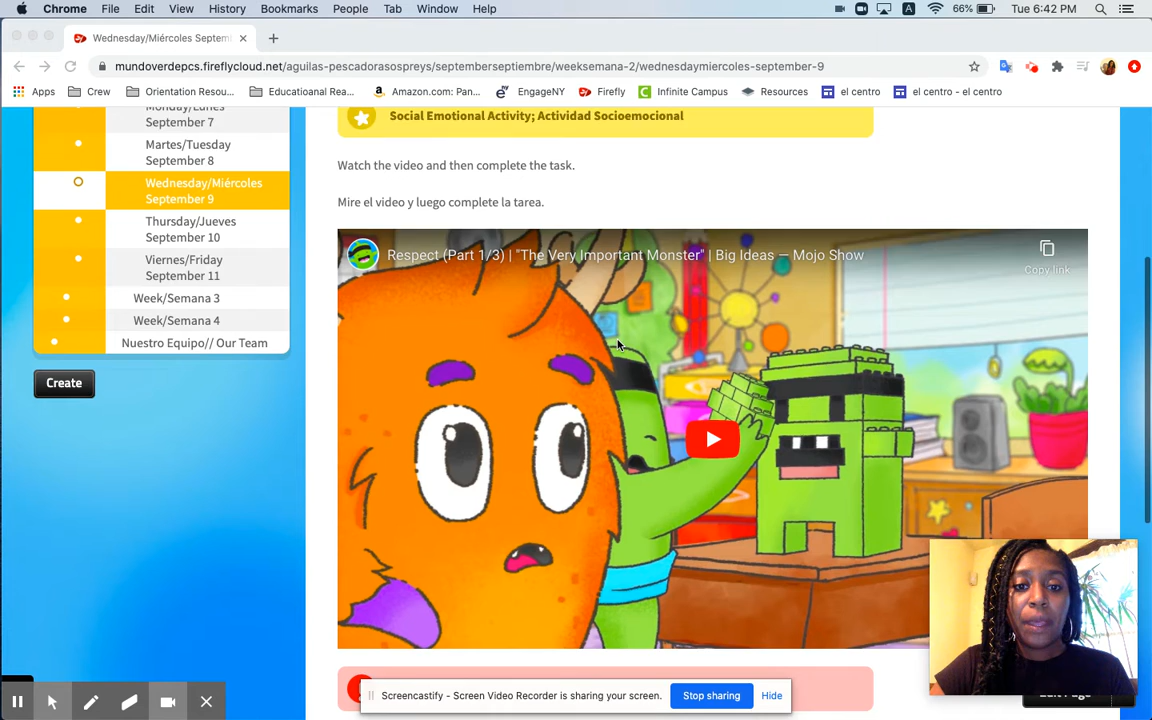 Chrome File Edit View History Bookmarks People Tab Window Help
A 66% Tue 6:42 PM
Wednesday/Miércoles Septem
mundoverdepcs.fireflycloud.net/aguilas-pescadorasospreys/septemberseptiembre/weeksemana-2/wednesdaymiercoles-september-9
Apps Crew Orientation Resou... Educatioanal Rea... Amazon.com: Pan... EngageNY Firefly Infinite Campus Resources el centro el centro - el centro
Monday/Lunes
September 7
Martes/Tuesday
September 8
Wednesday/Miércoles
September 9
Thursday/Jueves
September 10
Viernes/Friday
September 11
Week/Semana 3
Week/Semana 4
Nuestro Equipo// Our Team
Create
Social Emotional Activity; Actividad Socioemocional
Watch the video and then complete the task.
Mire el video y luego complete la tarea.
Respect (Part 1/3) | "The Very Important Monster" | Big Ideas — Mojo Show
Copy link
Screencastify - Screen Video Recorder is sharing your screen. Stop sharing Hide
Edit Page